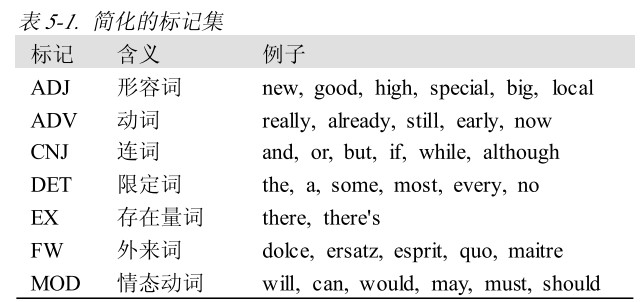 表 5-1. 简化的标记集
标记 含义 例子
ADJ 形容词 new, good, high, special, big, local
ADV 动词 really, already, still, early, now
CNJ 连词 and, or, but, if, while, although
DET 限定词 the, a, some, most, every, no
EX 存在量词 there, there's
FW 外来词 dolce, ersatz, esprit, quo, maitre
MOD 情态动词 will, can, would, may, must, should